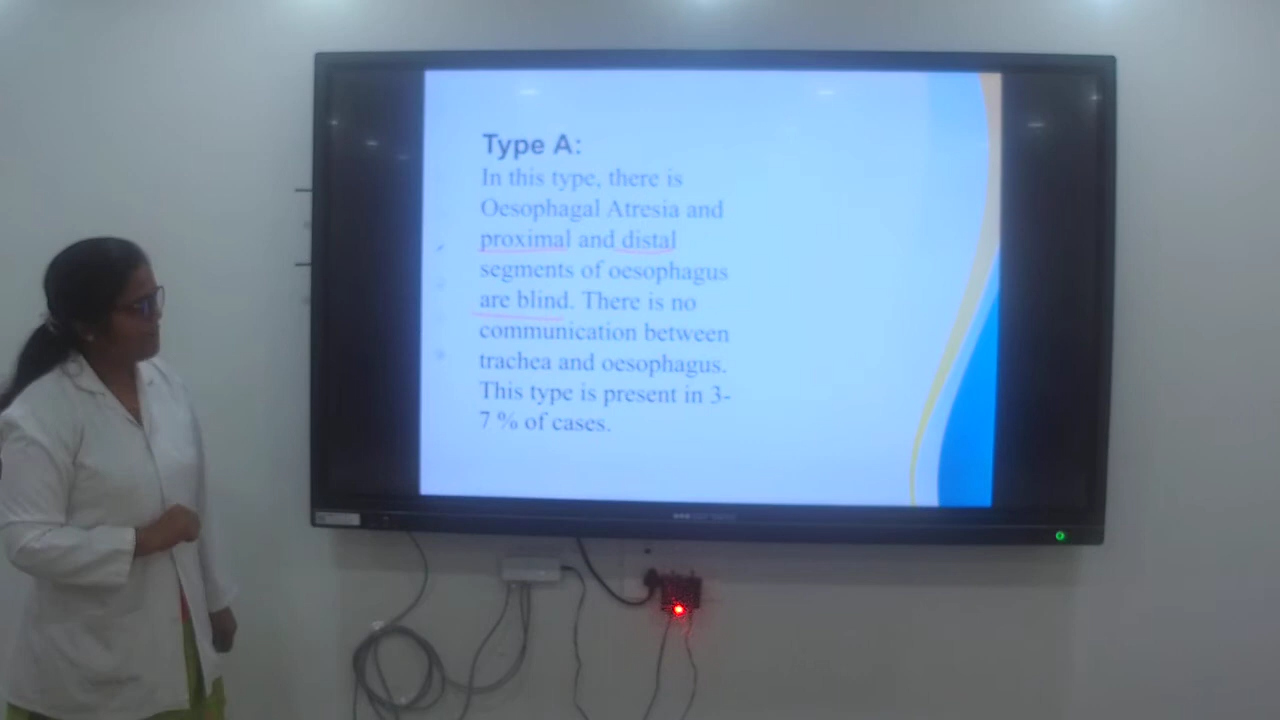 Type A:
In this type, there is
Oesophagal Atresia and
proximal and distal
segments of oesophagus
are blind. There is no
communication between
trachea and oesophagus.
This type is present in 3-
7 % of cases.